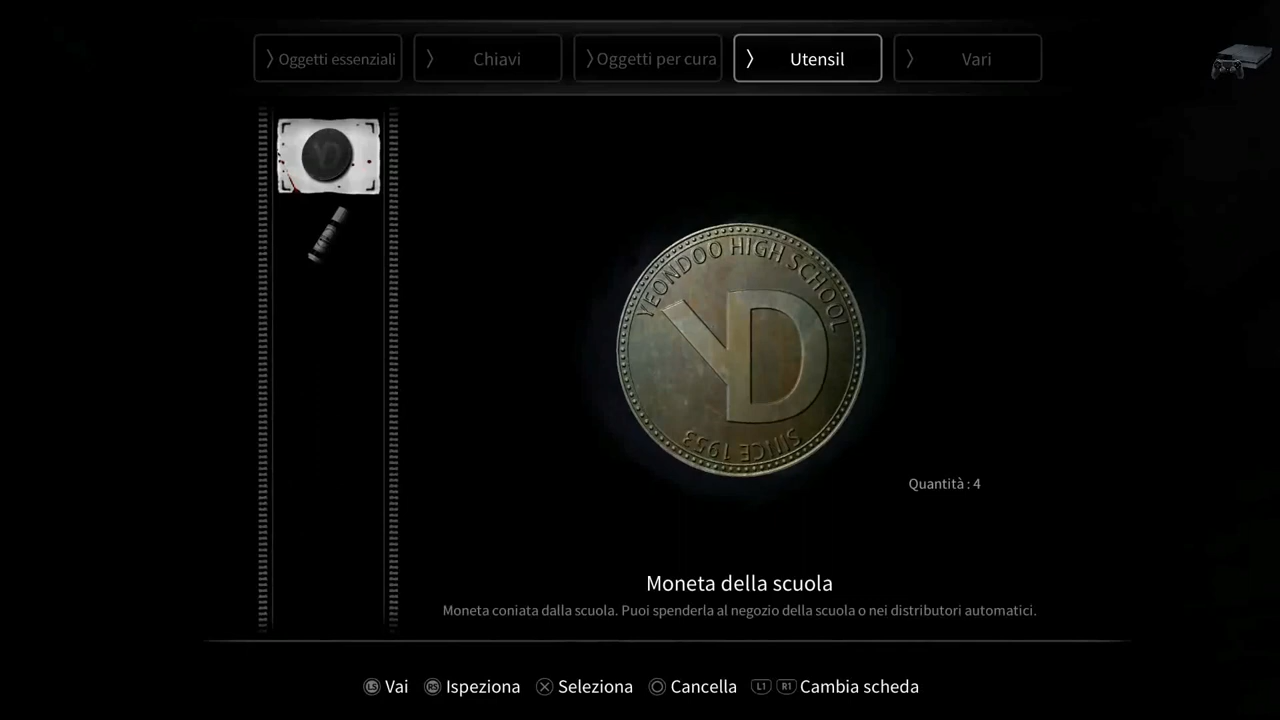 Oggetti essenziali
Chiavi
Oggetti per cura
Utensil
Vari
YEONDOO HIGH SCHOOL
YD
SINCE 1953
Quantità : 4
Moneta della scuola
Moneta coniata dalla scuola. Puoi spenderla al negozio della scuola o nei distributori automatici.
LS Vai RS Ispeziona Seleziona Cancella L1 R1 Cambia scheda